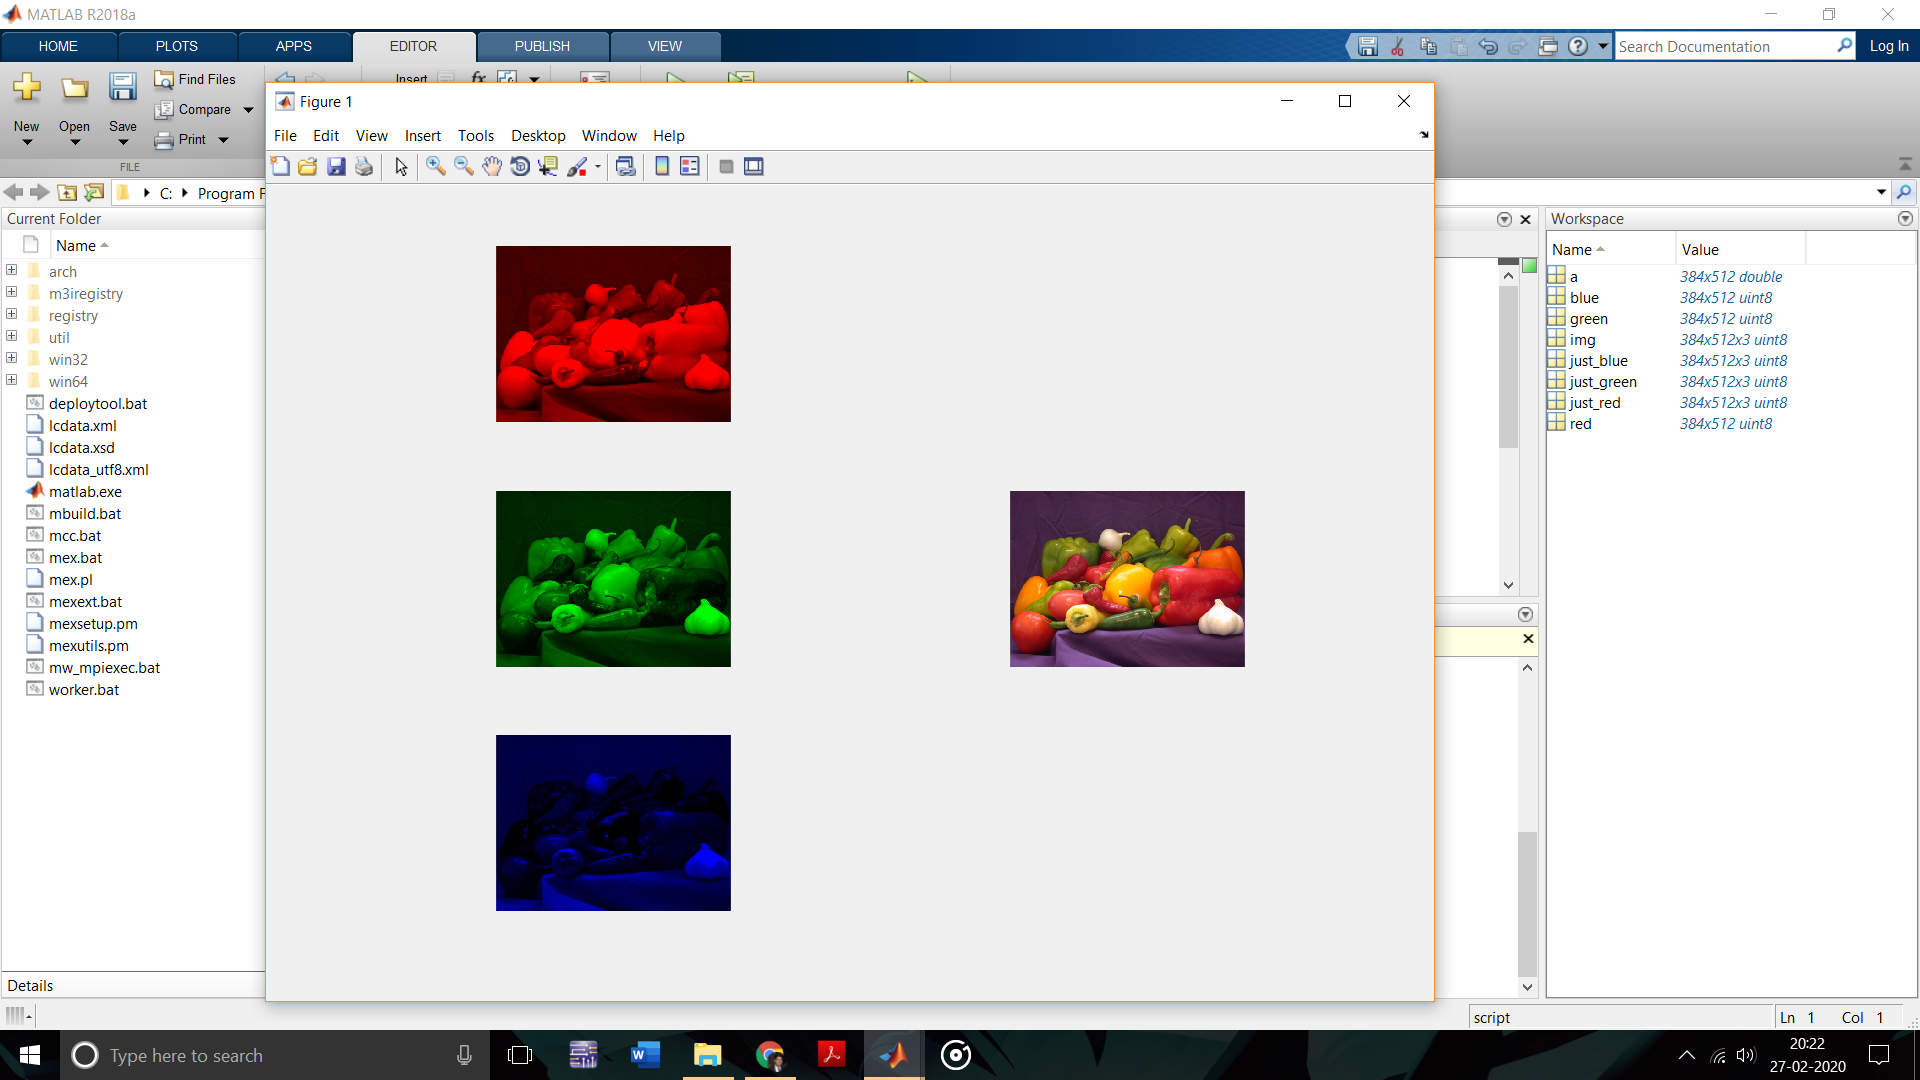 MATLAB R2018a
HOME PLOTS APPS EDITOR PUBLISH VIEW
Search Documentation
Log In
New Open Save
Find Files
Compare
Print
FILE
Insert
fx
Figure 1
File Edit View Insert Tools Desktop Window Help
C: Program F
Current Folder
Name
arch
m3iregistry
registry
util
win32
win64
deploytool.bat
lcdata.xml
lcdata.xsd
lcdata_utf8.xml
matlab.exe
mbuild.bat
mcc.bat
mex.bat
mex.pl
mexext.bat
mexsetup.pm
mexutils.pm
mw_mpiexec.bat
worker.bat
Details
Workspace
Name Value
a 384x512 double
blue 384x512 uint8
green 384x512 uint8
img 384x512x3 uint8
just_blue 384x512x3 uint8
just_green 384x512x3 uint8
just_red 384x512x3 uint8
red 384x512 uint8
script
Ln 1 Col 1
Type here to search
20:22
27-02-2020